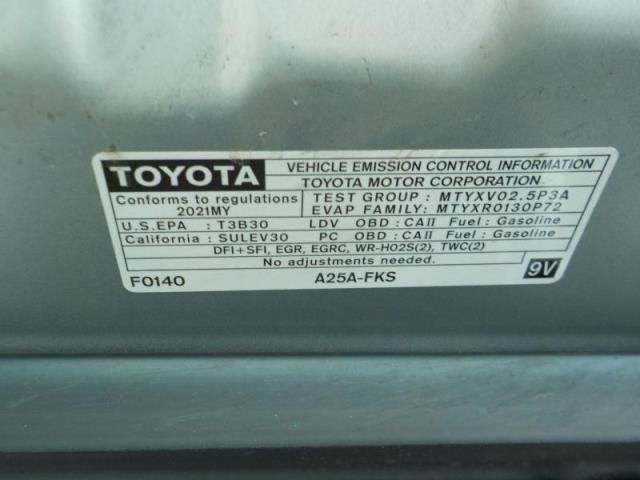 TOYOTA VEHICLE EMISSION CONTROL INFORMATION
TOYOTA MOTOR CORPORATION
Conforms to regulations TEST GROUP : MTYXV02.5P3A
2021MY EVAP FAMILY: MTYXR0130P72
U.S.EPA : T3B30 LDV OBD : CAII Fuel : Gasoline
California : SULEV30 PC OBD : CAII Fuel : Gasoline
DFI+SFI, EGR, EGRC, WR-HO2S(2), TWC(2)
No adjustments needed.
F0140 A25A-FKS 9V